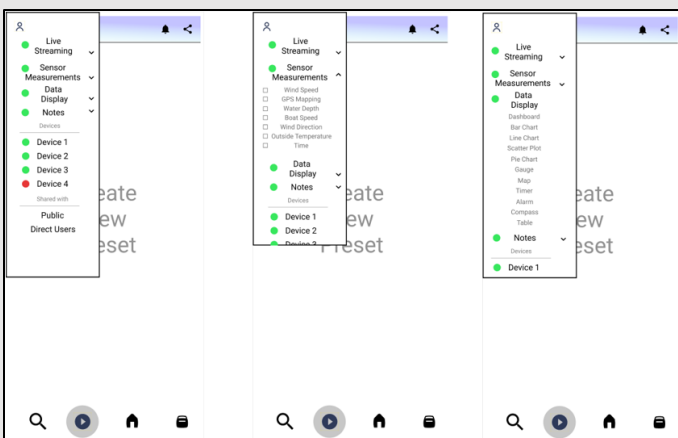 Live
Streaming
Sensor
Measurements
Data
Display
Notes
Devices
Device 1
Device 2
Device 3
Device 4
Shared with
Public
Direct Users
eate
ew
eset
Live
Streaming
Sensor
Measurements
Wind Speed
GPS Mapping
Water Depth
Boat Speed
Wind Direction
Outside Temperature
Time
Data
Display
Notes
Devices
Device 1
Device 2
Device 3
eate
ew
Preset
Live
Streaming
Sensor
Measurements
Data
Display
Dashboard
Bar Chart
Line Chart
Scatter Plot
Pie Chart
Gauge
Map
Timer
Alarm
Compass
Table
Notes
Devices
Device 1
eate
ew
eset